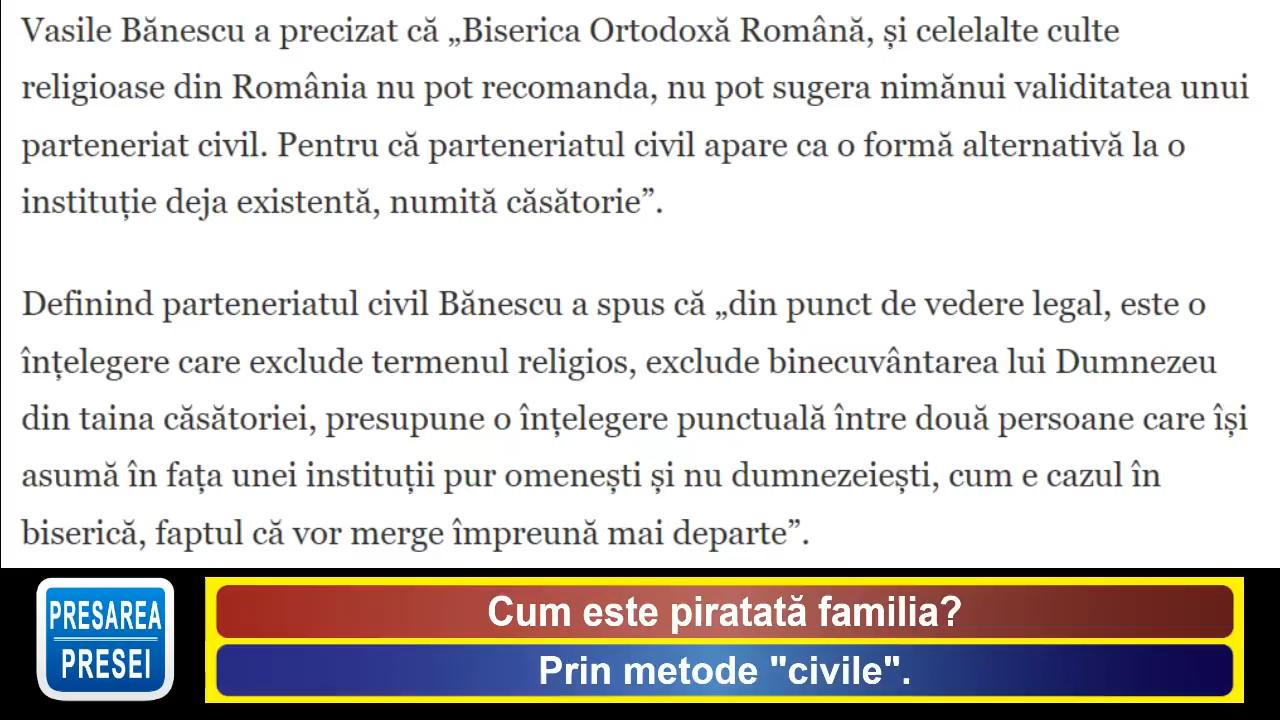 Vasile Bănescu a precizat că „Biserica Ortodoxă Română, și celelalte culte
religioase din România nu pot recomanda, nu pot sugera nimănui validitatea unui
parteneriat civil. Pentru că parteneriatul civil apare ca o formă alternativă la o
instituție deja existentă, numită căsătorie”.
Definind parteneriatul civil Bănescu a spus că „din punct de vedere legal, este o
înțelegere care exclude termenul religios, exclude binecuvântarea lui Dumnezeu
din taina căsătoriei, presupune o înțelegere punctuală între două persoane care își
asumă în fața unei instituții pur omenești și nu dumnezeiești, cum e cazul în
biserică, faptul că vor merge împreună mai departe”.
PRESAREA
PRESEI
Cum este piratată familia?
Prin metode "civile".